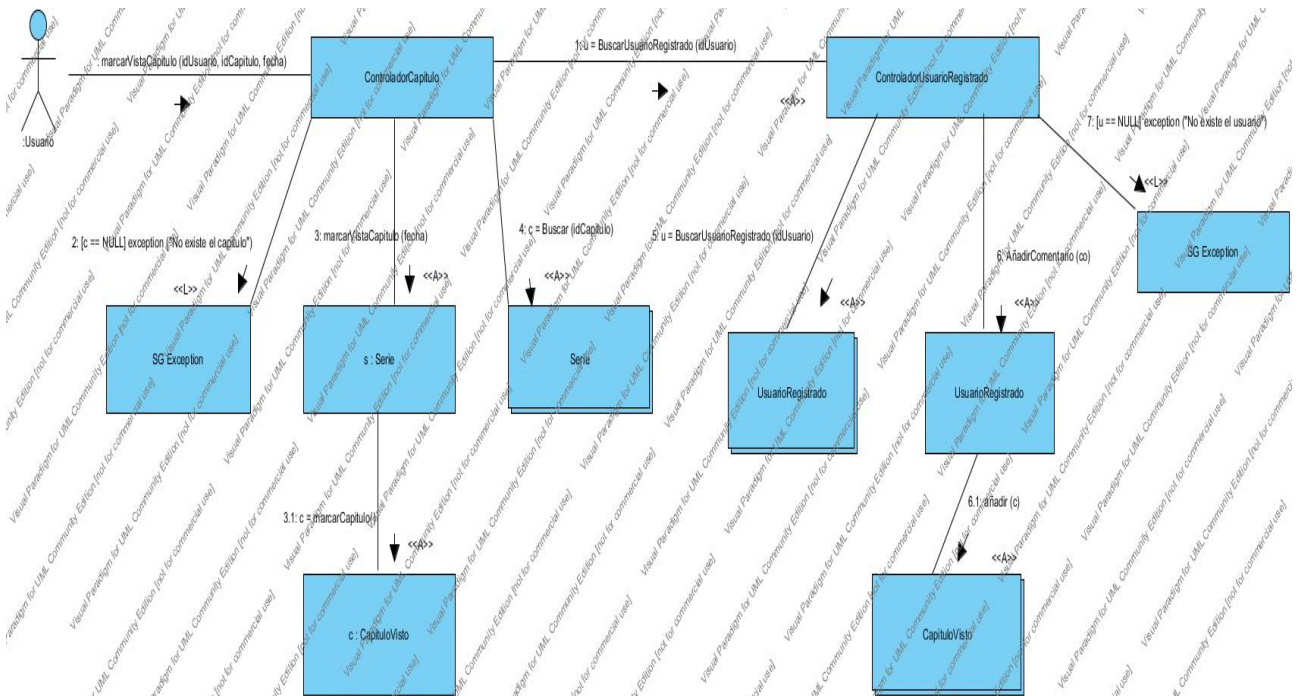 : marcarVistaCapitulo (idUsuario, idCapitulo, fecha)
:Usuario
ControladorCapitulo
1: u = BuscarUsuarioRegistrado (idUsuario)
<<A>>
ControladorUsuarioRegistrado
7: [u == NULL] exception ("No existe el usuario")
<<L>>
SG Exception
2: [c == NULL] exception ("No existe el capitulo")
<<L>>
SG Exception
3: marcarVistaCapitulo (fecha)
<<A>>
s : Serie
4: c = Buscar (idCapitulo)
<<A>>
Serie
5: u = BuscarUsuarioRegistrado (idUsuario)
<<A>>
UsuarioRegistrado
6: AñadirComentario (co)
<<A>>
UsuarioRegistrado
3.1: c = marcarCapitulo()
<<A>>
c : CapituloVisto
6.1: añadir (c)
<<A>>
CapituloVisto
Visual Paradigm for UML Community Edition [not for commercial use]